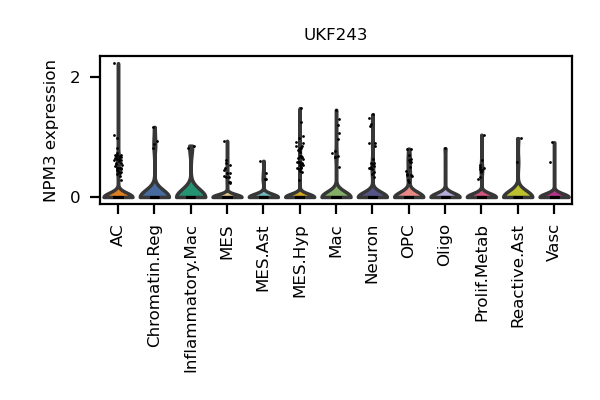 UKF243
NPM3 expression
2
0
AC
Chromatin.Reg
Inflammatory.Mac
MES
MES.Ast
MES.Hyp
Mac
Neuron
OPC
Oligo
Prolif.Metab
Reactive.Ast
Vasc